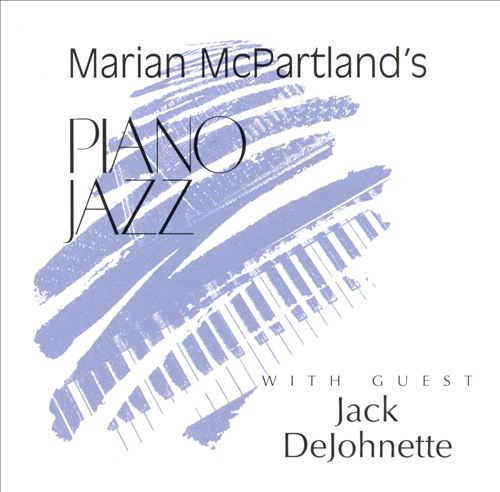 Marian McPartland's
PIANO
JAZZ
WITH GUEST
Jack
DeJohnette